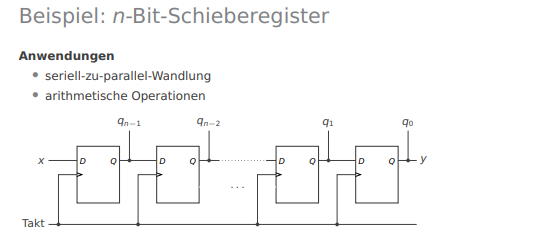 Beispiel: n-Bit-Schieberegister
Anwendungen
• seriell-zu-parallel-Wandlung
• arithmetische Operationen
qn−1 qn−2 q1 q0
x D Q D Q D Q D Q y
...
Takt